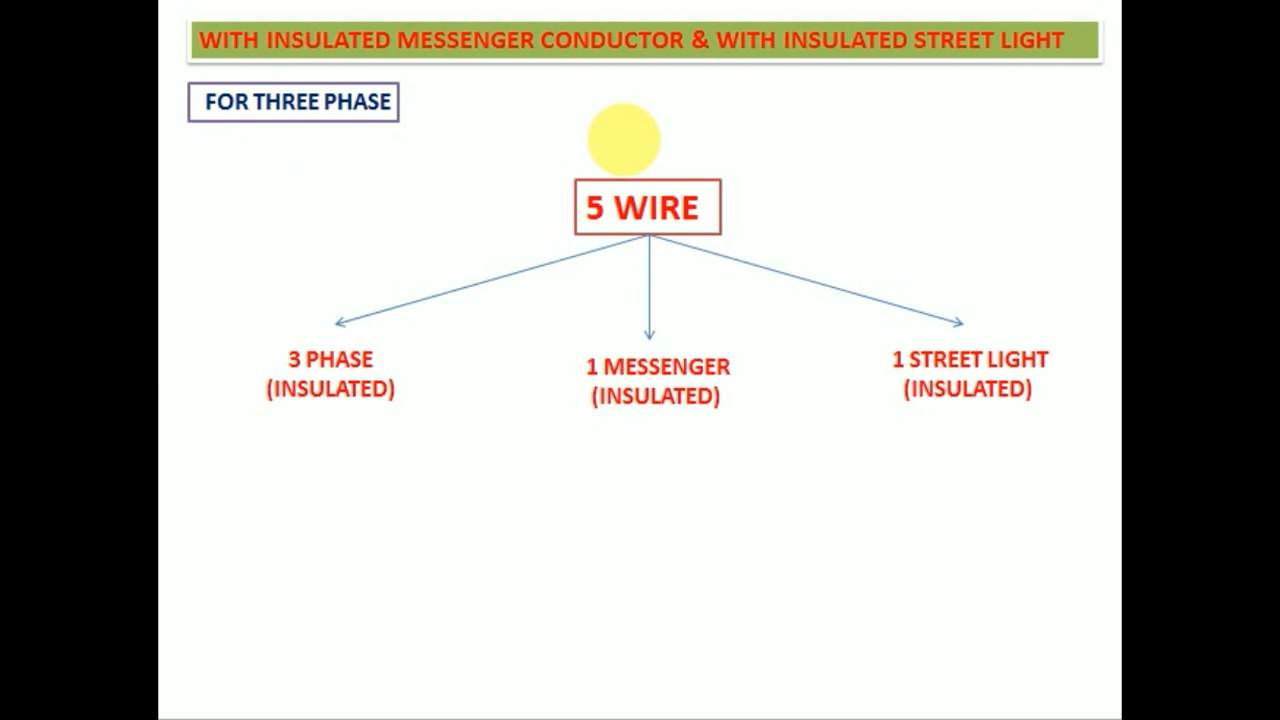 WITH INSULATED MESSENGER CONDUCTOR & WITH INSULATED STREET LIGHT
FOR THREE PHASE
5 WIRE
3 PHASE
(INSULATED)
1 MESSENGER
(INSULATED)
1 STREET LIGHT
(INSULATED)